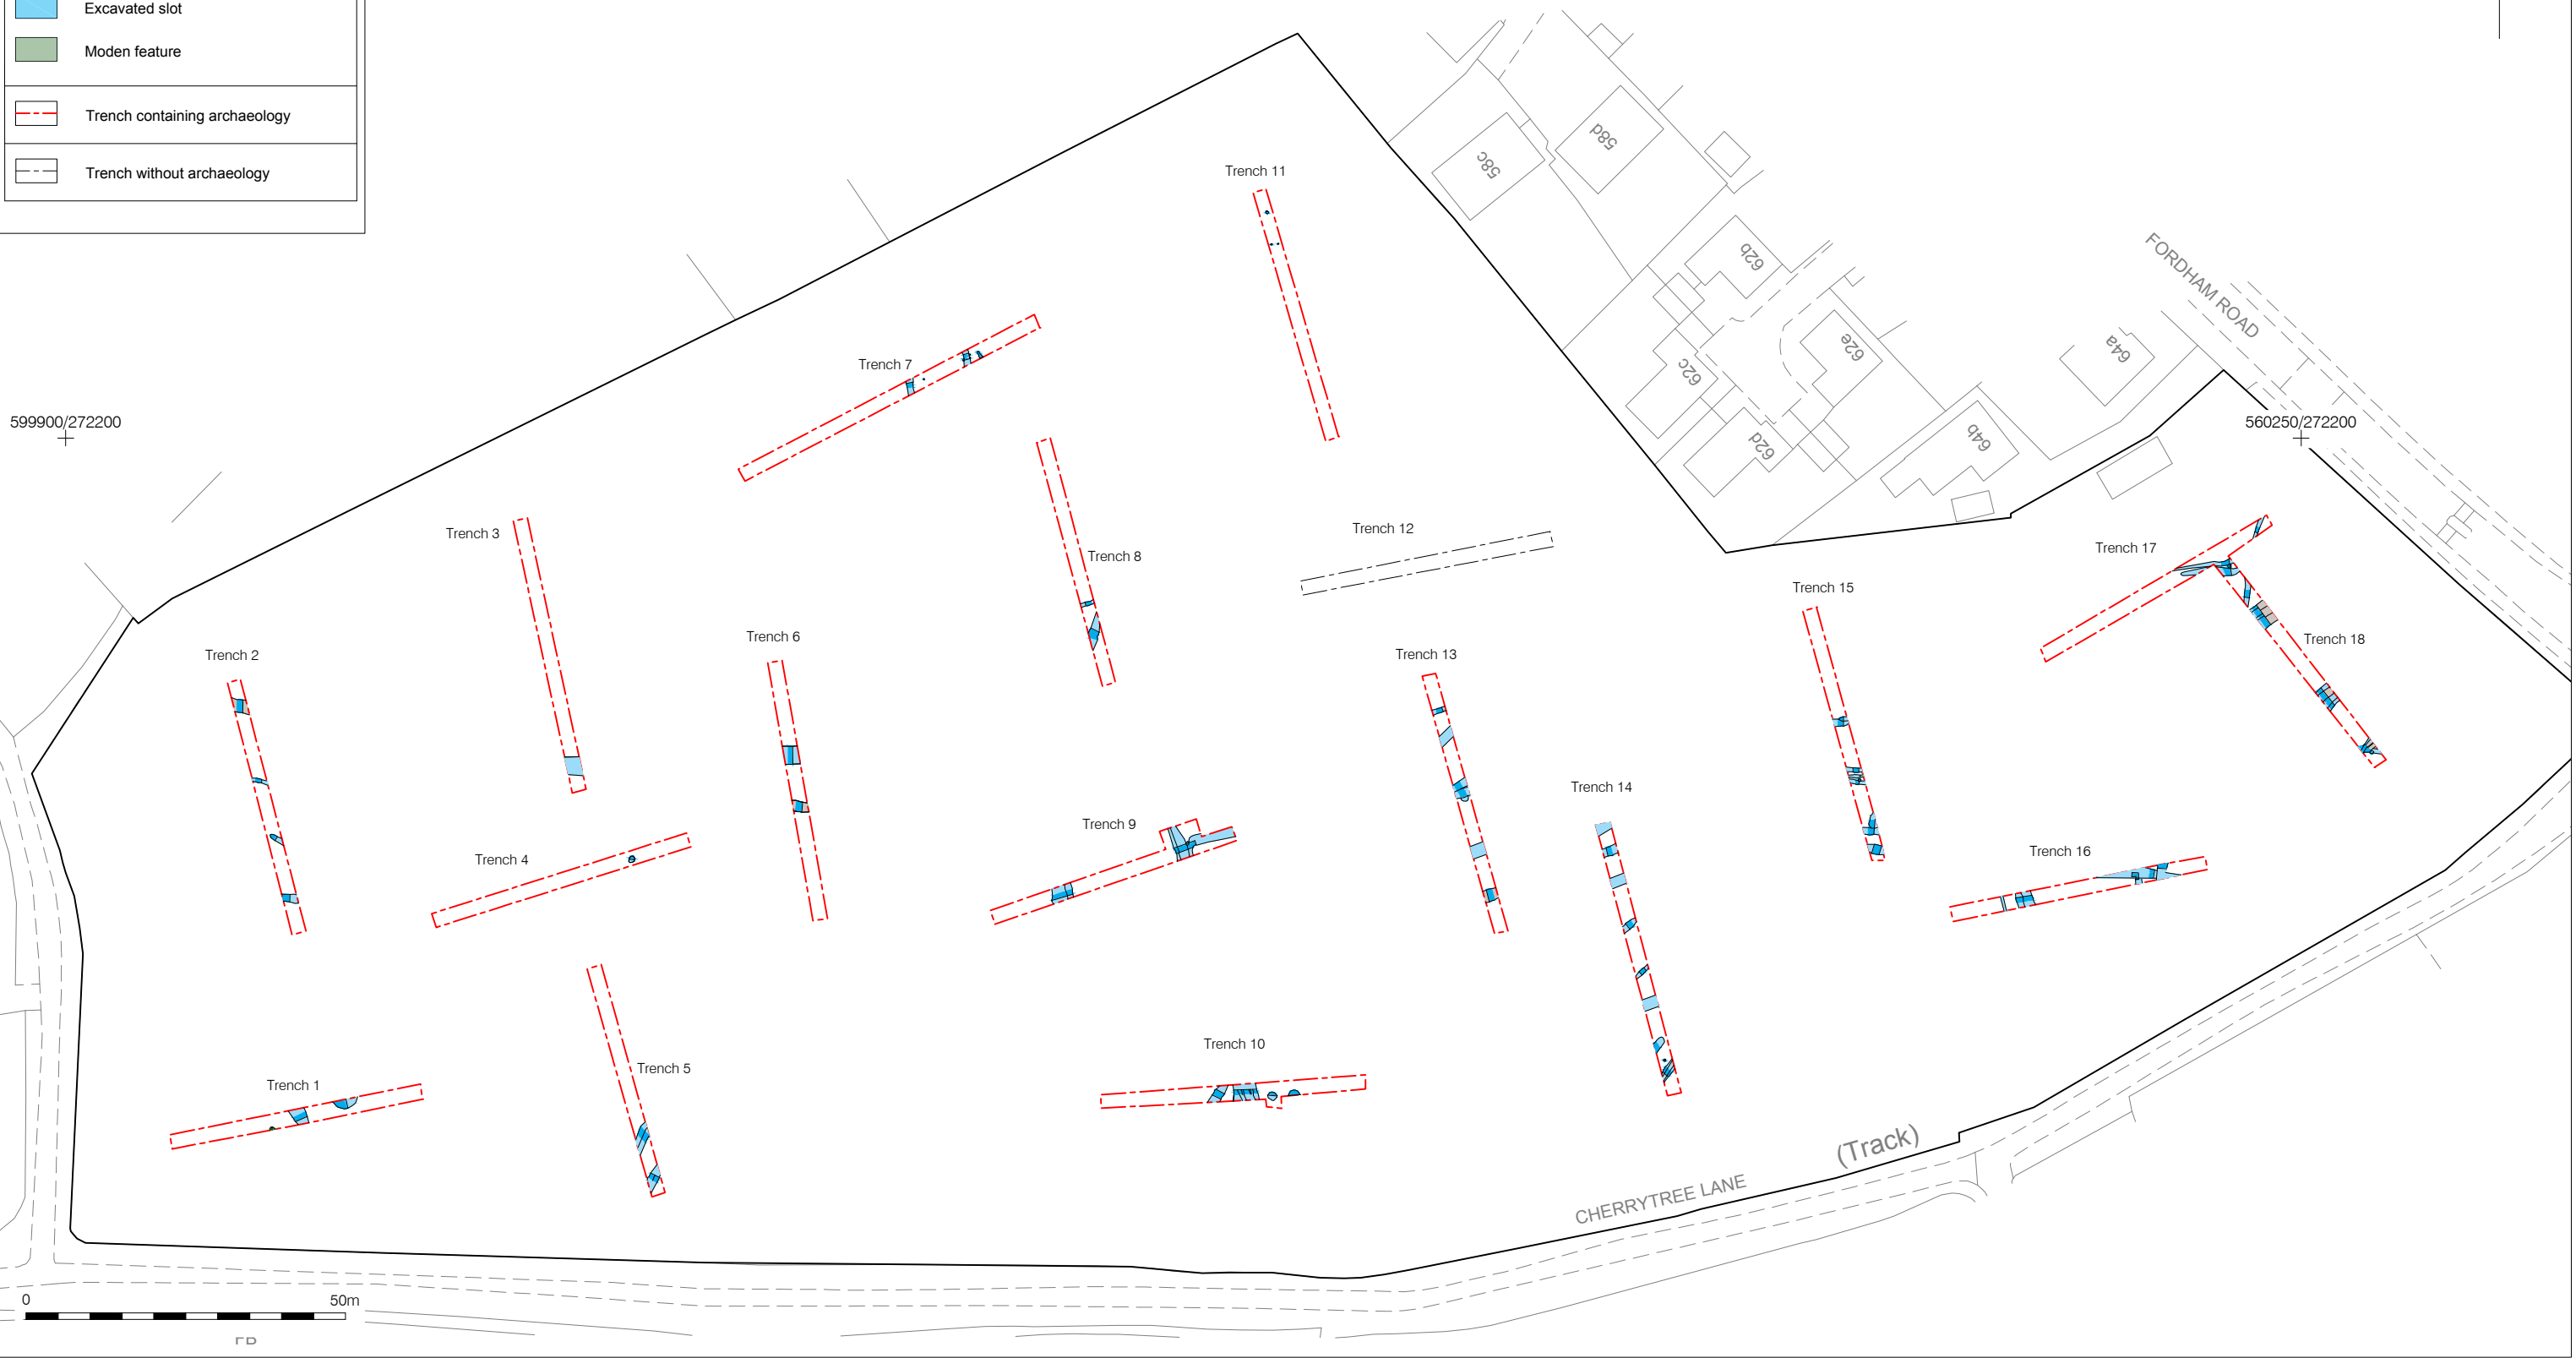 Excavated slot
Moden feature
Trench containing archaeology
Trench without archaeology
58c
58d
62b
62e
62c
62d
64a
64b
FORDHAM ROAD
599900/272200
560250/272200
Trench 11
Trench 7
Trench 3
Trench 12
Trench 8
Trench 17
Trench 15
Trench 6
Trench 18
Trench 2
Trench 13
Trench 14
Trench 9
Trench 16
Trench 4
Trench 10
Trench 5
Trench 1
(Track)
CHERRYTREE LANE
0 50m